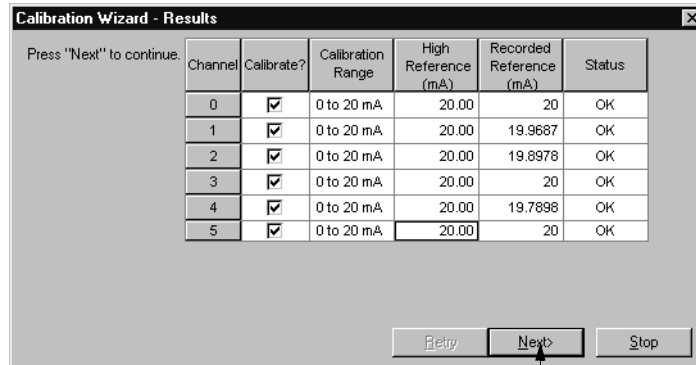 Calibration Wizard - Results
Press "Next" to continue.
Channel Calibrate? Calibration Range High Reference (mA) Recorded Reference (mA) Status
0 0 to 20 mA 20.00 20 OK
1 0 to 20 mA 20.00 19.9687 OK
2 0 to 20 mA 20.00 19.8978 OK
3 0 to 20 mA 20.00 20 OK
4 0 to 20 mA 20.00 19.7898 OK
5 0 to 20 mA 20.00 20 OK
Retry Next> Stop